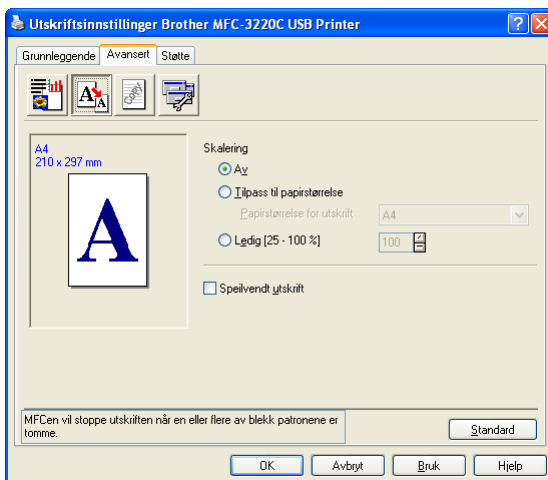 Utskriftsinnstillinger Brother MFC-3220C USB Printer
Grunnleggende Avansert Støtte
A4
210 x 297 mm
A
Skalering
Av
Tilpass til papirstørrelse
Papirstørrelse for utskrift A4
Ledig [25 - 100 %] 100
Speilvendt utskrift
MFCen vil stoppe utskriften når en eller flere av blekk patronene er
tomme.
Standard
OK Avbryt Bruk Hjelp